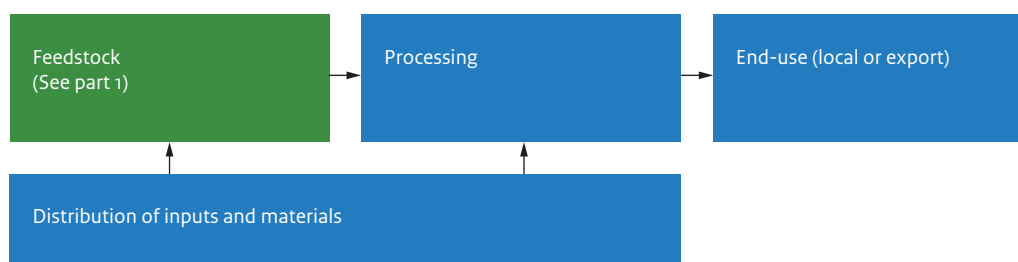 Feedstock
(See part 1)
Processing
End-use (local or export)
Distribution of inputs and materials